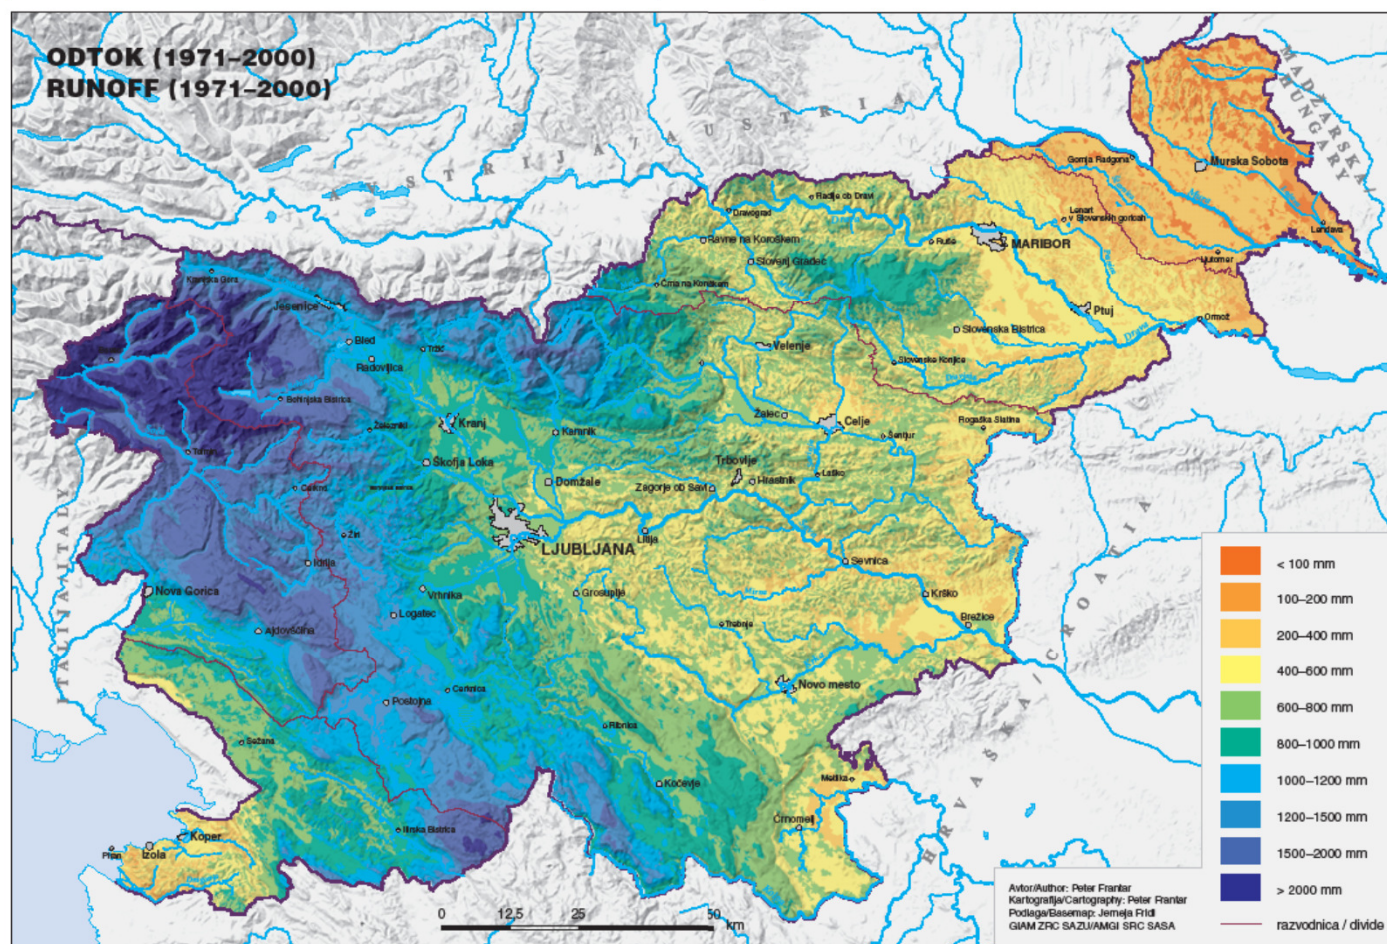 ODTOK (1971–2000)
RUNOFF (1971–2000)
AVSTRIJA/AUSTRIA
MADŽARSKA/
HUNGARY
ITALIJA/ITALY
HRVAŠKA/CROATIA
Gornja Radgona
Murska Sobota
Radlje ob Dravi
Dravograd
Lenart
v Slovenskih goricah
Lendava
Ravne na Koroškem
Ruše
MARIBOR
Slovenj Gradec
Ljutomer
Kranjska Gora
Črna na Koroškem
Jesenice
Ptuj
Ormož
Drava
Slovenska Bistrica
Bled
Tržič
Velenje
Radovljica
Slovenske Konjice
Bohinjska Bistrica
Žalec
Celje
Rogaška Slatina
Kranj
Železniki
Kamnik
Šentjur
Tolmin
Škofja Loka
Trbovlje
Laško
Cerkno
Domžale
Zagorje ob Savi
Hrastnik
Žiri
LJUBLJANA
Litija
Idrija
Sevnica
Nova Gorica
Vrhnika
Grosuplje
Krško
Logatec
Ajdovščina
Trebnje
Brežice
Cerknica
Novo mesto
Postojna
Ribnica
Sežana
Kočevje
Metlika
Črnomelj
Ilirska Bistrica
Koper
Piran
Izola
< 100 mm
100–200 mm
200–400 mm
400–600 mm
600–800 mm
800–1000 mm
1000–1200 mm
1200–1500 mm
1500–2000 mm
> 2000 mm
razvodnica / divide
0 12,5 25 50
km
Avtor/Author: Peter Frantar
Kartografija/Cartography: Peter Frantar
Podlaga/Basemap: Jerneja Fridl
GIAM ZRC SAZU/AMGI SRC SASA